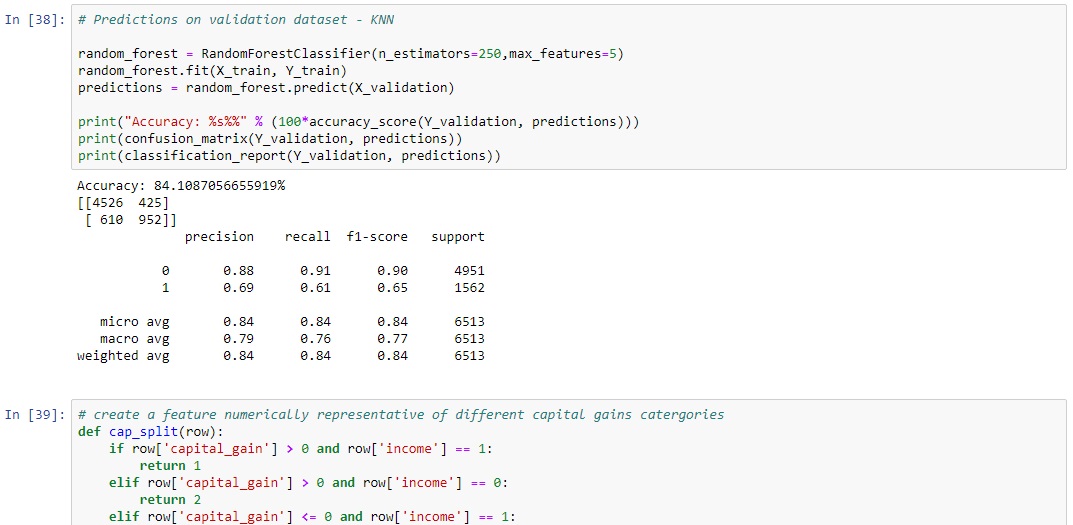 In [38]: # Predictions on validation dataset - KNN
random_forest = RandomForestClassifier(n_estimators=250,max_features=5)
random_forest.fit(X_train, Y_train)
predictions = random_forest.predict(X_validation)
print("Accuracy: %s%%" % (100*accuracy_score(Y_validation, predictions)))
print(confusion_matrix(Y_validation, predictions))
print(classification_report(Y_validation, predictions))
Accuracy: 84.1087056655919%
[[4526  425]
 [ 610  952]]
precision    recall  f1-score   support
0       0.88      0.91      0.90      4951
1       0.69      0.61      0.65      1562
micro avg       0.84      0.84      0.84      6513
macro avg       0.79      0.76      0.77      6513
weighted avg       0.84      0.84      0.84      6513
In [39]: # create a feature numerically representative of different capital gains catergories
def cap_split(row):
    if row['capital_gain'] > 0 and row['income'] == 1:
        return 1
    elif row['capital_gain'] > 0 and row['income'] == 0:
        return 2
    elif row['capital_gain'] <= 0 and row['income'] == 1: